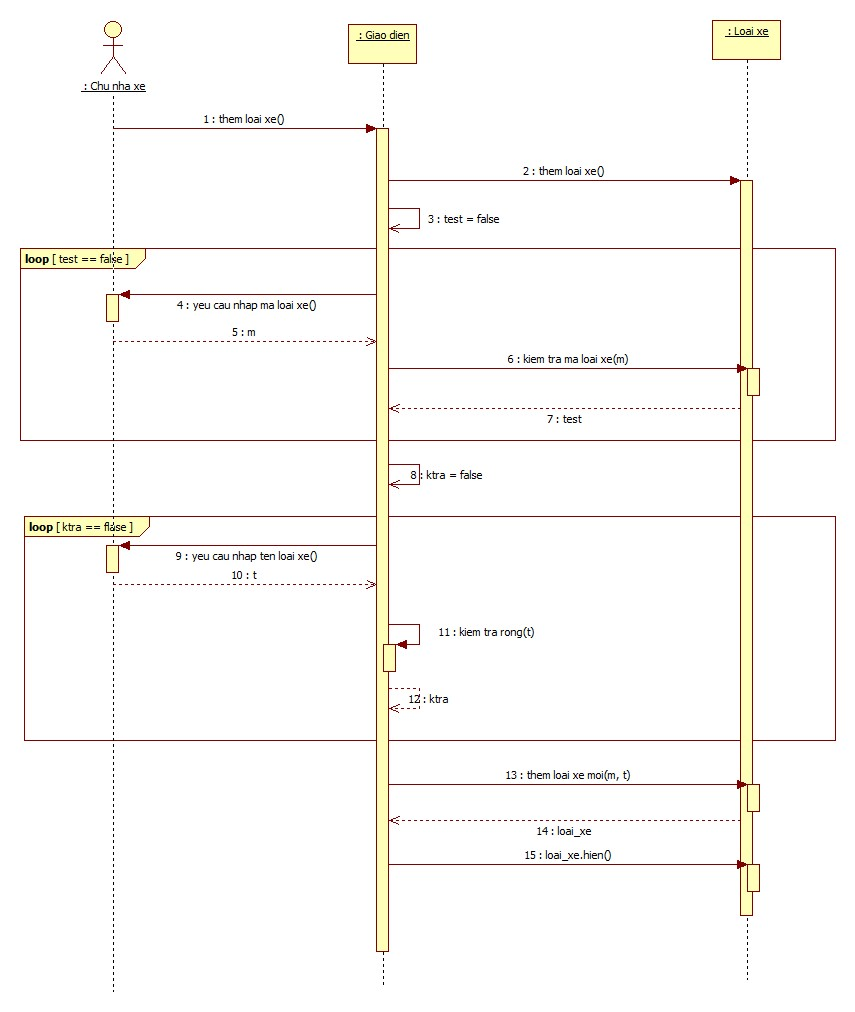 : Giao dien
: Loai xe
: Chu nha xe
1 : them loai xe()
2 : them loai xe()
3 : test = false
loop [ test == false ]
4 : yeu cau nhap ma loai xe()
5 : m
6 : kiem tra ma loai xe(m)
7 : test
8 : ktra = false
loop [ ktra == flase ]
9 : yeu cau nhap ten loai xe()
10 : t
11 : kiem tra rong(t)
12 : ktra
13 : them loai xe moi(m, t)
14 : loai_xe
15 : loai_xe.hien()